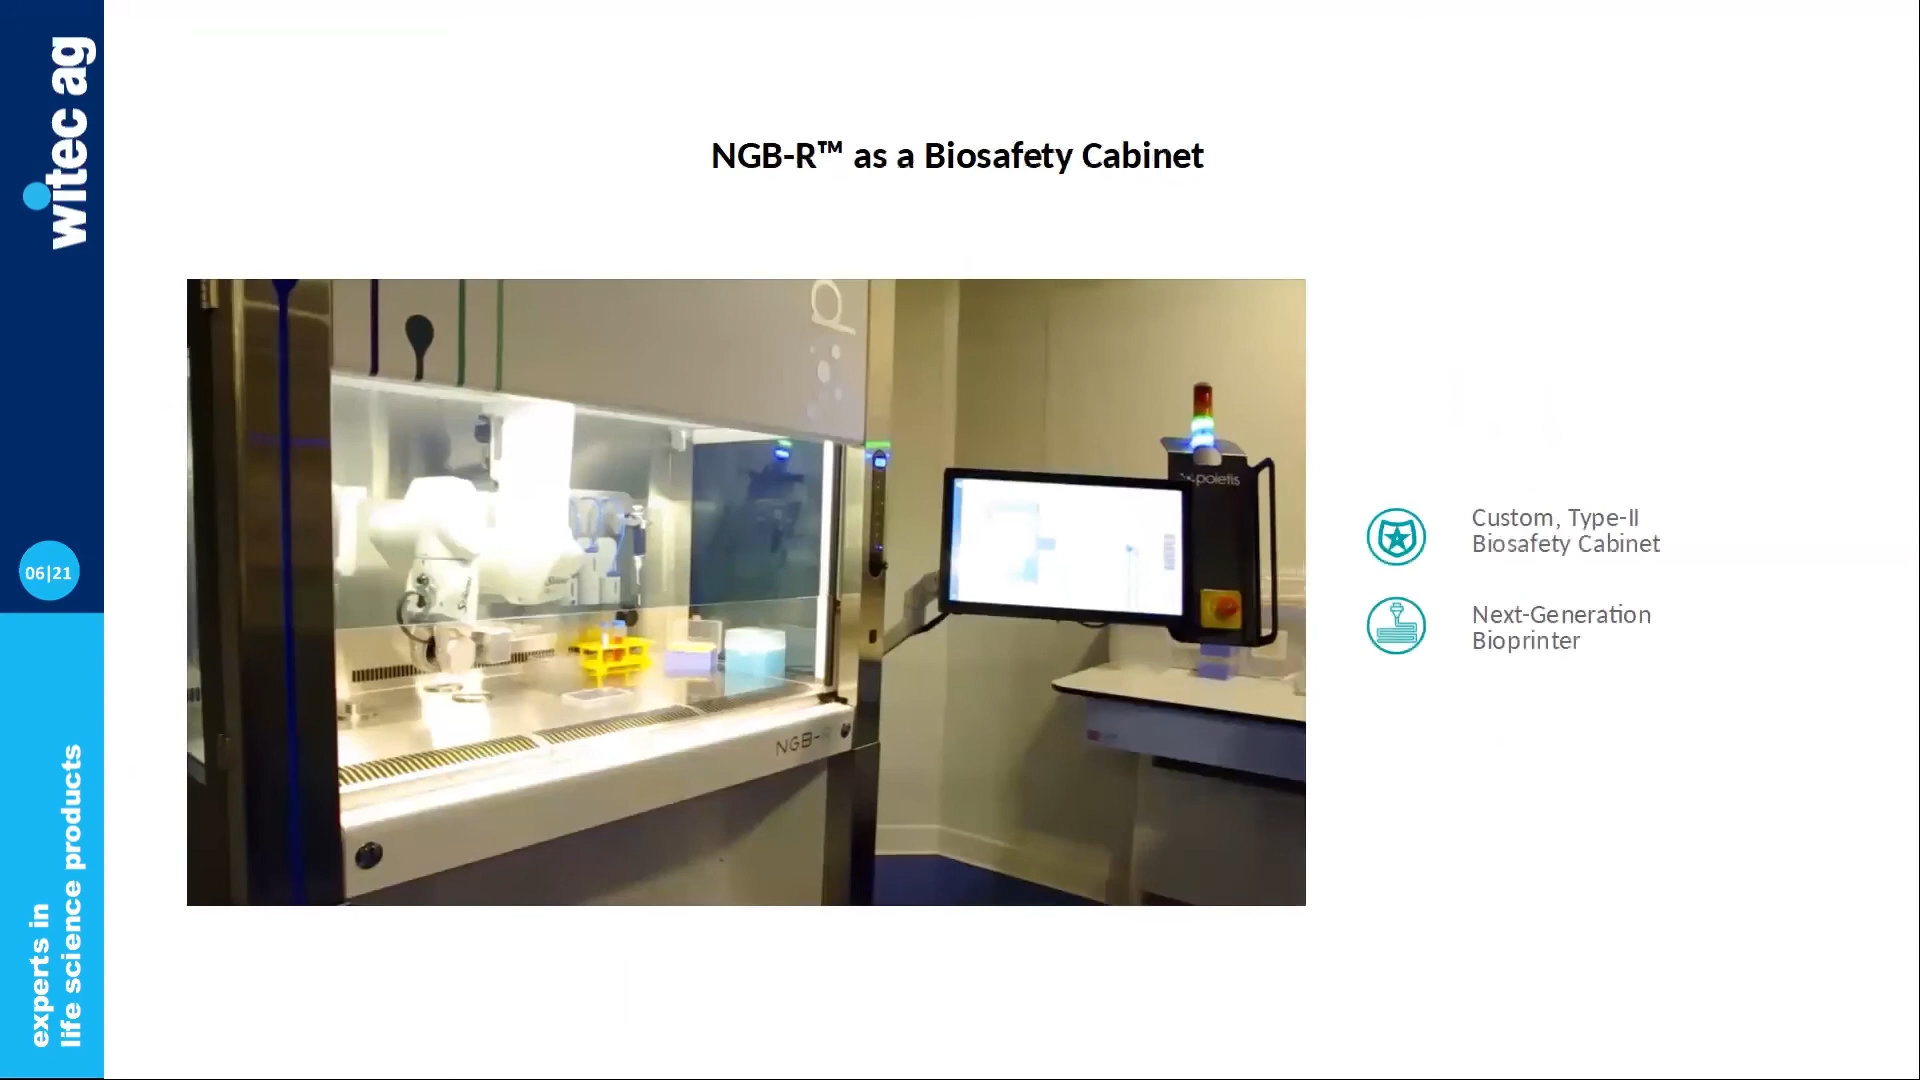 witec ag
NGB-R™ as a Biosafety Cabinet
p
poietis
NGB-R
Custom, Type-II
Biosafety Cabinet
Next-Generation
Bioprinter
06|21
experts in
life science products